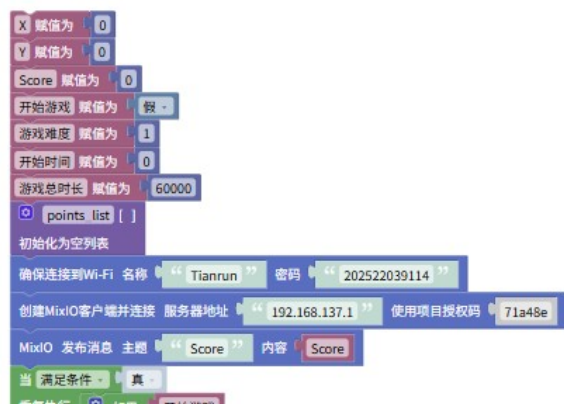 X 赋值为 0
Y 赋值为 0
Score 赋值为 0
开始游戏 赋值为 假
游戏难度 赋值为 1
开始时间 赋值为 0
游戏总时长 赋值为 60000
points_list [ ]
初始化为空列表
确保连接到Wi-Fi 名称 “ Tianrun ” 密码 “ 202522039114 ”
创建MixIO客户端并连接 服务器地址 “ 192.168.137.1 ” 使用项目授权码 71a48e
MixIO 发布消息 主题 “ Score ” 内容 Score
当 满足条件 真